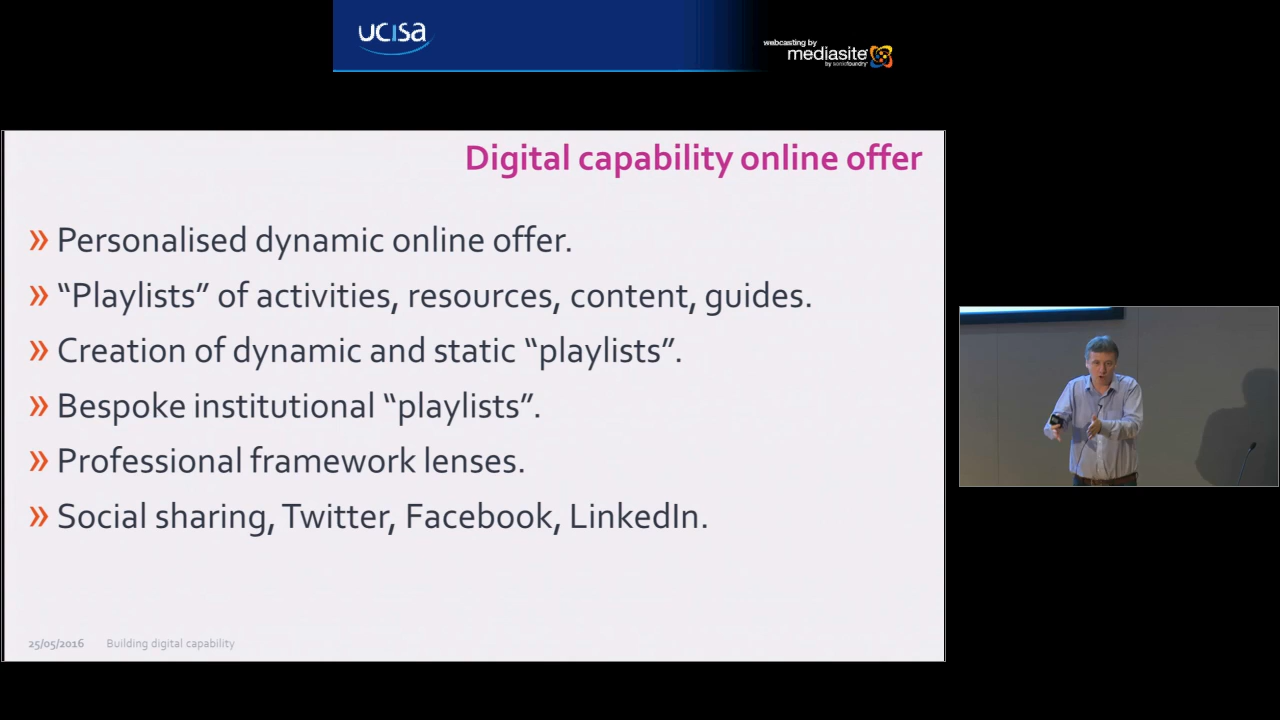 ucisa
webcasting by
mediasite
by sonicfoundry
Digital capability online offer
» Personalised dynamic online offer.
» “Playlists” of activities, resources, content, guides.
» Creation of dynamic and static “playlists”.
» Bespoke institutional “playlists”.
» Professional framework lenses.
» Social sharing, Twitter, Facebook, LinkedIn.
25/05/2016 Building digital capability